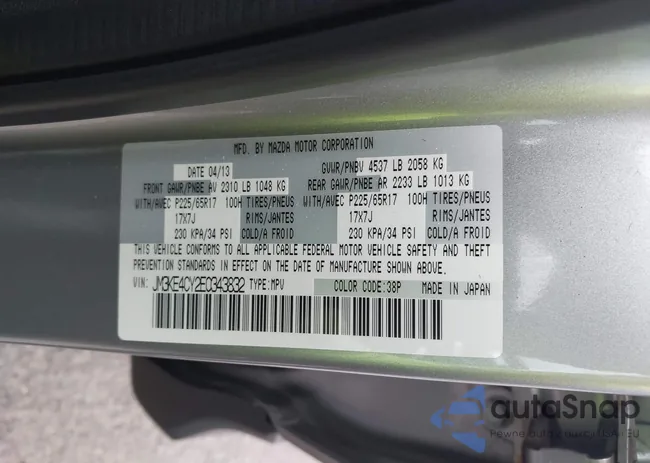 MFD. BY MAZDA MOTOR CORPORATION
DATE 04/13 GVWR/PNBV 4537 LB 2058 KG
FRONT GAWR/PNBE AV 2310 LB 1048 KG REAR GAWR/PNBE AR 2233 LB 1013 KG
WITH/AVEC P225/65R17 100H TIRES/PNEUS WITH/AVEC P225/65R17 100H TIRES/PNEUS
17X7J RIMS/JANTES 17X7J RIMS/JANTES
230 KPA/34 PSI COLD/A FROID 230 KPA/34 PSI COLD/A FROID
THIS VEHICLE CONFORMS TO ALL APPLICABLE FEDERAL MOTOR VEHICLE SAFETY AND THEFT
PREVENTION STANDARDS IN EFFECT ON THE DATE OF MANUFACTURE SHOWN ABOVE.
VIN: JM3KE4CY2EC343832 TYPE:MPV COLOR CODE:38P MADE IN JAPAN
autoSnap
Pewne auto z